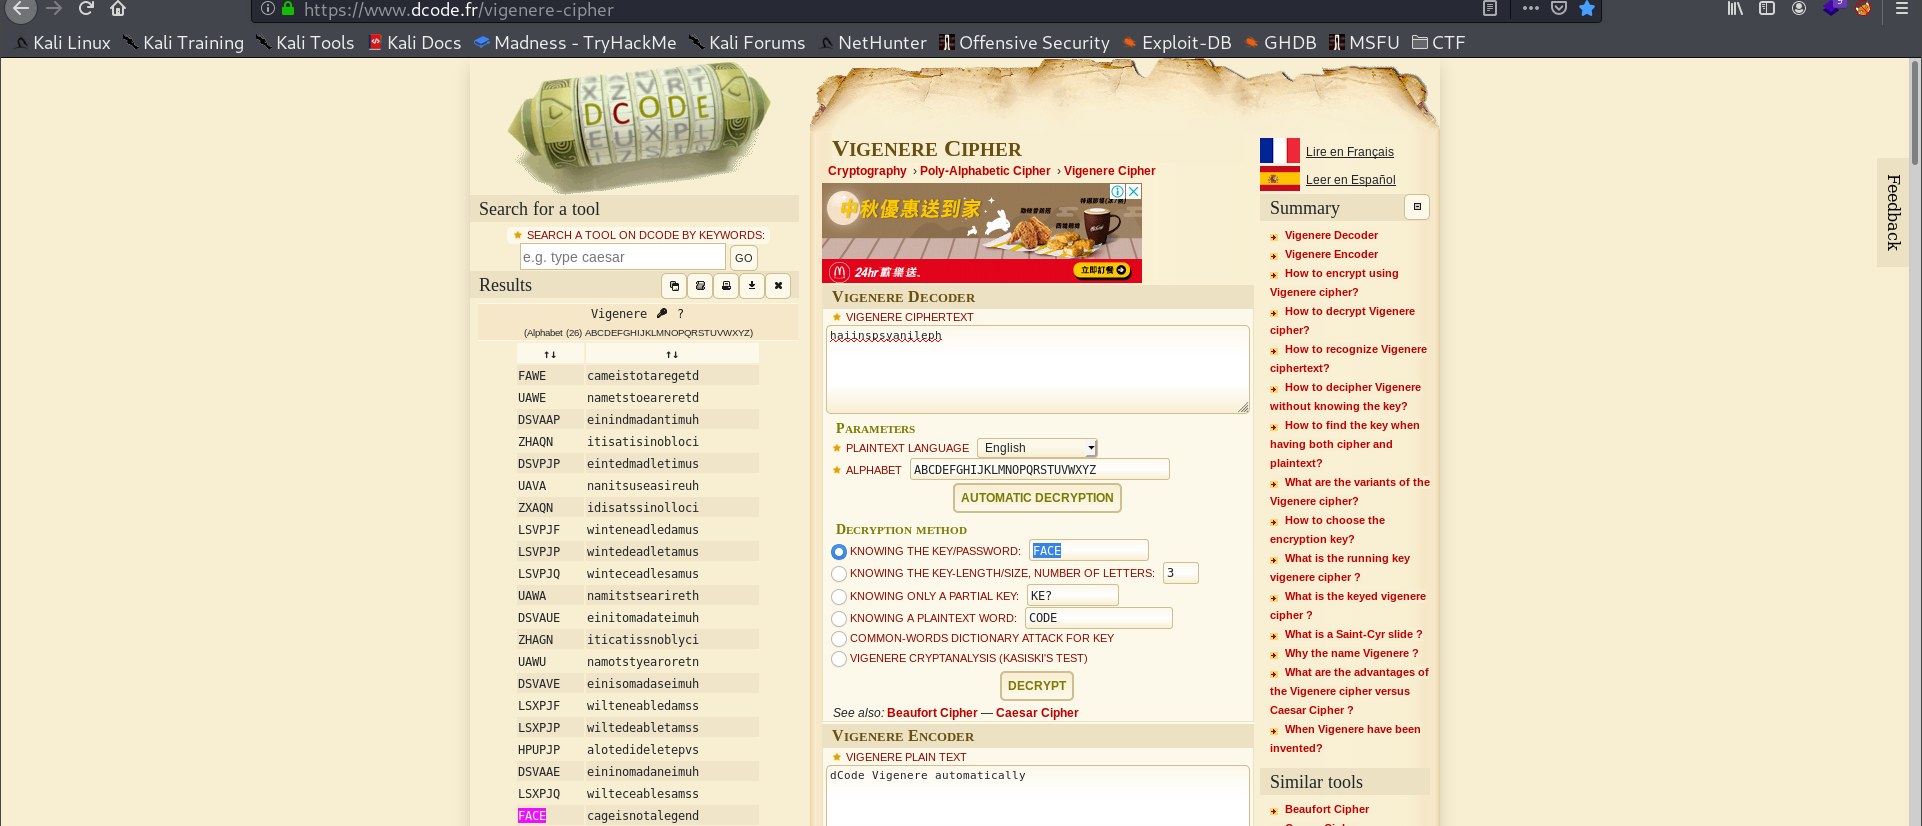 https://www.dcode.fr/vigenere-cipher
9
Kali Linux Kali Training Kali Tools Kali Docs Madness - TryHackMe Kali Forums NetHunter Offensive Security Exploit-DB GHDB MSFU CTF
DCODE
Search for a tool
SEARCH A TOOL ON DCODE BY KEYWORDS:
e.g. type caesar GO
Results
Vigenere ?
(Alphabet (26) ABCDEFGHIJKLMNOPQRSTUVWXYZ)
↑↓ ↑↓
FAWE cameistotaregetd
UAWE nametstoeareretd
DSVAAP einindmadantimuh
ZHAQN itisatisinobloci
DSVPJP eintedmadletimus
UAVA nanitsuseasireuh
ZXAQN idisatssinolloci
LSVPJF winteneadledamus
LSVPJP wintedeadletamus
LSVPJQ winteceadlesamus
UAWA namitstsearireth
DSVAUE einitomadateimuh
ZHAGN iticatissnoblyci
UAWU namotstyearoretn
DSVAVE einisomadaseimuh
LSXPJF wilteneabledamss
LSXPJP wiltedeabletamss
HPUPJP alotedideletepvs
DSVAAE eininomadaneimuh
LSXPJQ wilteceablesamss
FACE cageisnotalegend
VIGENERE CIPHER
Cryptography › Poly-Alphabetic Cipher › Vigenere Cipher
中秋優惠送到家
24hr歡樂送
立即訂餐
VIGENERE DECODER
VIGENERE CIPHERTEXT
haiinspsyanileph
PARAMETERS
PLAINTEXT LANGUAGE English
ALPHABET ABCDEFGHIJKLMNOPQRSTUVWXYZ
AUTOMATIC DECRYPTION
DECRYPTION METHOD
KNOWING THE KEY/PASSWORD: FACE
KNOWING THE KEY-LENGTH/SIZE, NUMBER OF LETTERS: 3
KNOWING ONLY A PARTIAL KEY: KE?
KNOWING A PLAINTEXT WORD: CODE
COMMON-WORDS DICTIONARY ATTACK FOR KEY
VIGENERE CRYPTANALYSIS (KASISKI'S TEST)
DECRYPT
See also: Beaufort Cipher — Caesar Cipher
VIGENERE ENCODER
VIGENERE PLAIN TEXT
dCode Vigenere automatically
Lire en Français
Leer en Español
Summary
Vigenere Decoder
Vigenere Encoder
How to encrypt using
Vigenere cipher?
How to decrypt Vigenere
cipher?
How to recognize Vigenere
ciphertext?
How to decipher Vigenere
without knowing the key?
How to find the key when
having both cipher and
plaintext?
What are the variants of the
Vigenere cipher?
How to choose the
encryption key?
What is the running key
vigenere cipher ?
What is the keyed vigenere
cipher ?
What is a Saint-Cyr slide ?
Why the name Vigenere ?
What are the advantages of
the Vigenere cipher versus
Caesar Cipher ?
When Vigenere have been
invented?
Similar tools
Beaufort Cipher
Feedback